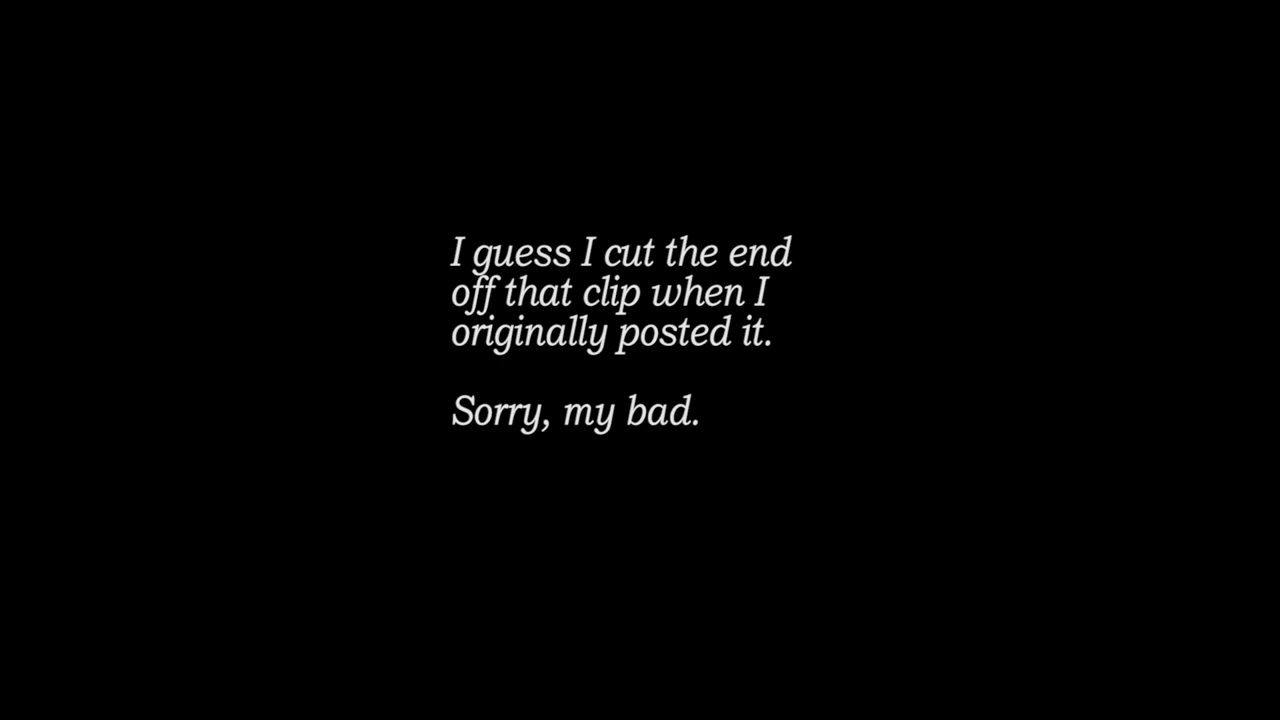 I guess I cut the end
off that clip when I
originally posted it.
Sorry, my bad.